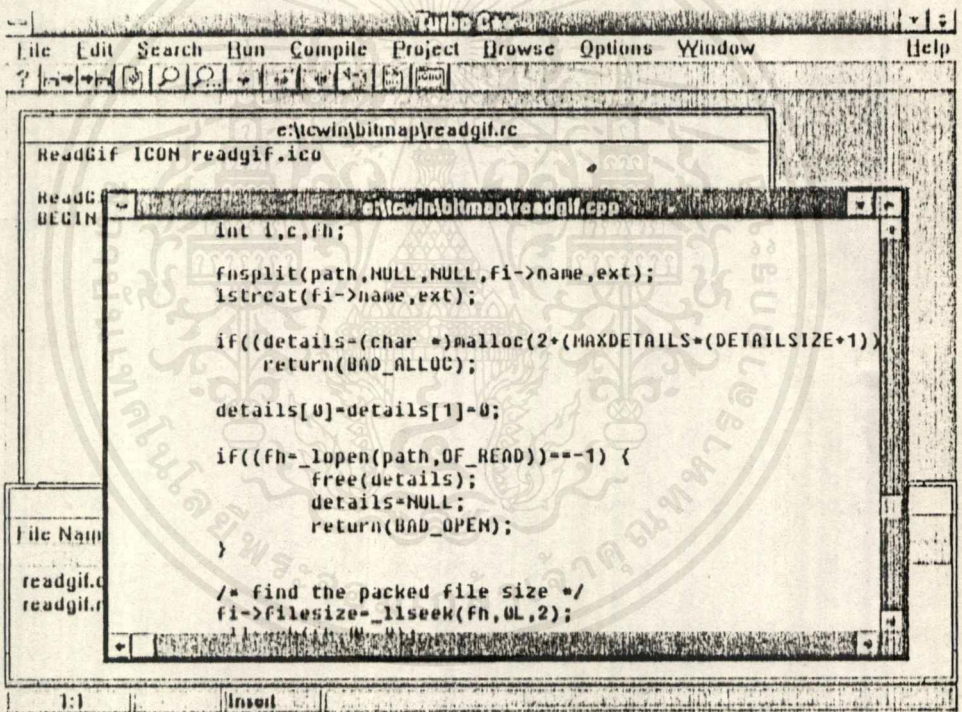 Turbo C++
File Edit Search Run Compile Project Browse Options Window Help
e:\tcwin\bitmap\readgif.rc
ReadGif ICON readgif.ico
BEGIN
e:\tcwin\bitmap\readgif.cpp
int i,c,fh;
fnsplit(path,NULL,NULL,fi->name,ext);
lstrcat(fi->name,ext);
if((details=(char *)malloc(2+(MAXDETAILS*(DETAILSIZE+1))
return(BAD_ALLOC);
details[0]=details[1]=0;
if((fh=_lopen(path,OF_READ))==-1) {
free(details);
details=NULL;
return(BAD_OPEN);
}
/* find the packed file size */
fi->filesize=_llseek(fh,0L,2);
File Nam
readgif.c
readgif.r
1:1 Insert